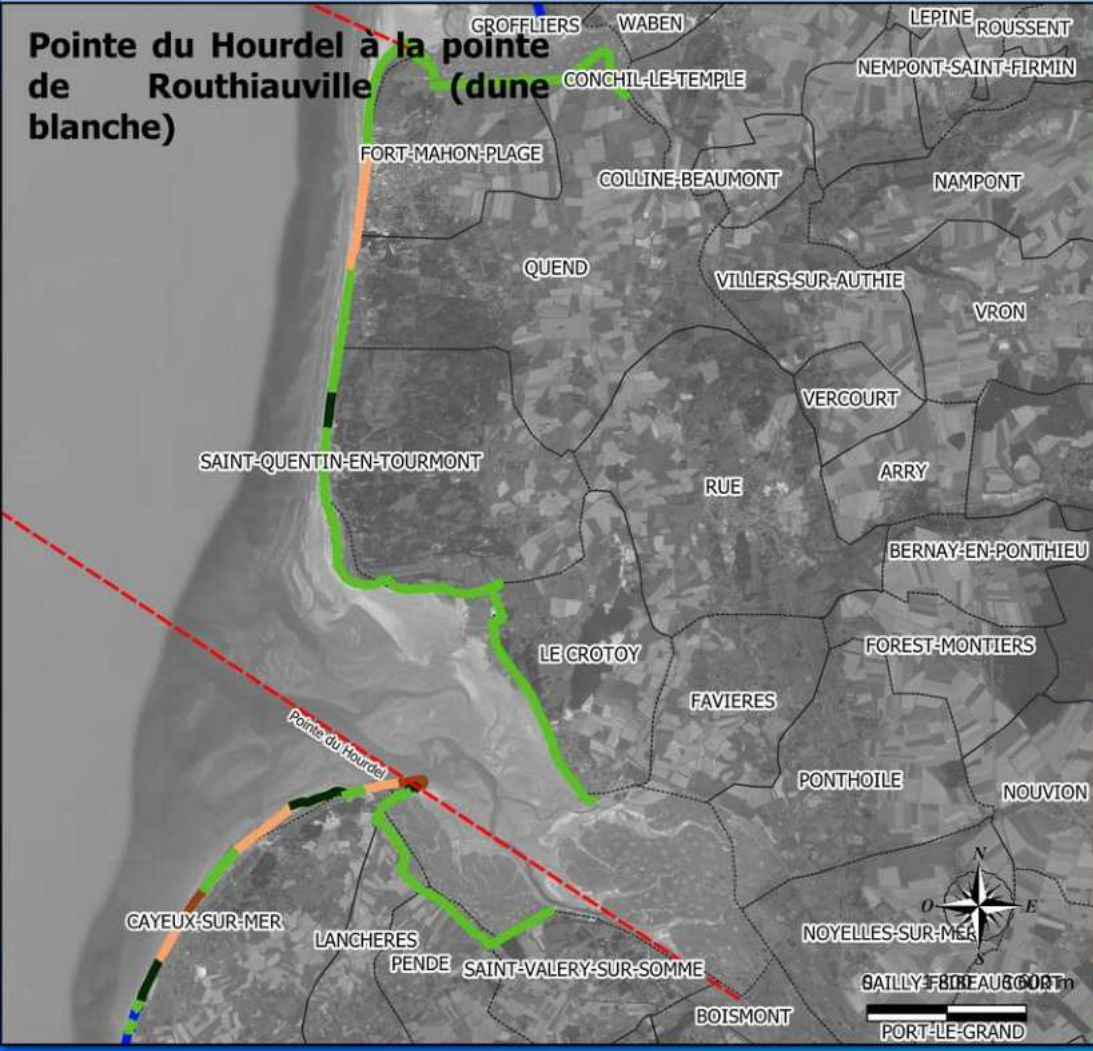 Pointe du Hourdel à la pointe
de Routhiauville (dune
blanche)
GROFFLIERS
WABEN
LEPINE
ROUSSENT
CONCHIL-LE-TEMPLE
NEMPONT-SAINT-FIRMIN
FORT-MAHON-PLAGE
COLLINE-BEAUMONT
NAMPONT
QUEND
VILLERS-SUR-AUTHIE
VRON
VERCOURT
SAINT-QUENTIN-EN-TOURMONT
RUE
ARRY
BERNAY-EN-PONTHIEU
LE CROTOY
FOREST-MONTIERS
FAVIERES
Pointe du Hourdel
PONTHOILE
NOUVION
N
O
E
S
CAYEUX-SUR-MER
LANCHERES
NOYELLES-SUR-MER
PENDE
SAINT-VALERY-SUR-SOMME
0
BOISMONT
PORT-LE-GRAND